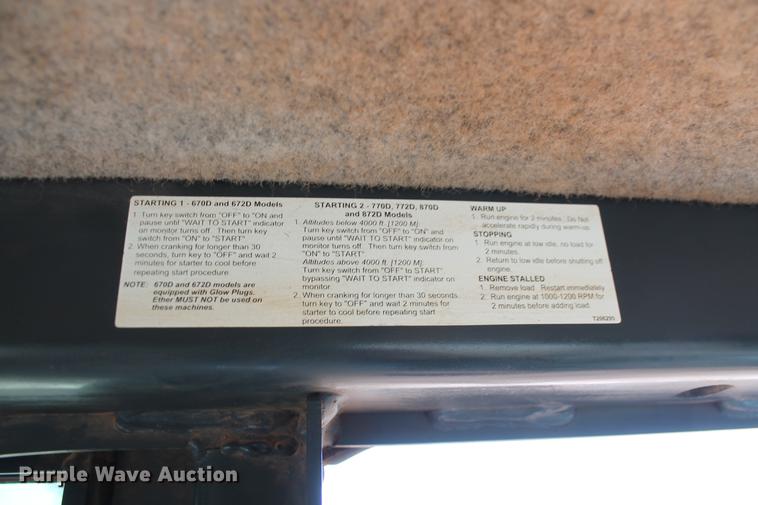 STARTING 1 - 670D and 672D Models
1. Turn key switch from "OFF" to "ON and
pause until "WAIT TO START" indicator
on monitor turns off. Then turn key
switch from "ON" to "START"
2. When cranking for longer than 30
seconds, turn key to "OFF" and wait 2
minutes for starter to cool before
repeating start procedure.
NOTE: 670D and 672D models are
equipped with Glow Plugs.
Ether MUST NOT be used on
these machines.
STARTING 2 - 770D, 772D, 870D
and 872D Models
1. Altitudes below 4000 ft. [1200 M]:
Turn key switch from "OFF" to "ON" and
pause until "WAIT TO START" indicator on
monitor turns off. Then turn key switch from
"ON" to "START"
Altitudes above 4000 ft. [1200 M]:
Turn key switch from "OFF" to START"
bypassing "WAIT TO START" indicator on
monitor.
2. When cranking for longer than 30 seconds
turn key to "OFF" and wait 2 minutes for
starter to cool before repeating start
procedure.
WARM UP
1. Run engine for 2 minutes. Do Not
accelerate rapidly during warm-up.
STOPPING
1. Run engine at low idle, no load for
2 minutes.
2. Return to low idle before shutting off
engine.
ENGINE STALLED
1. Remove load. Restart immediately.
2. Run engine at 1000-1200 RPM for
2 minutes before adding load.
T208295
Purple Wave Auction